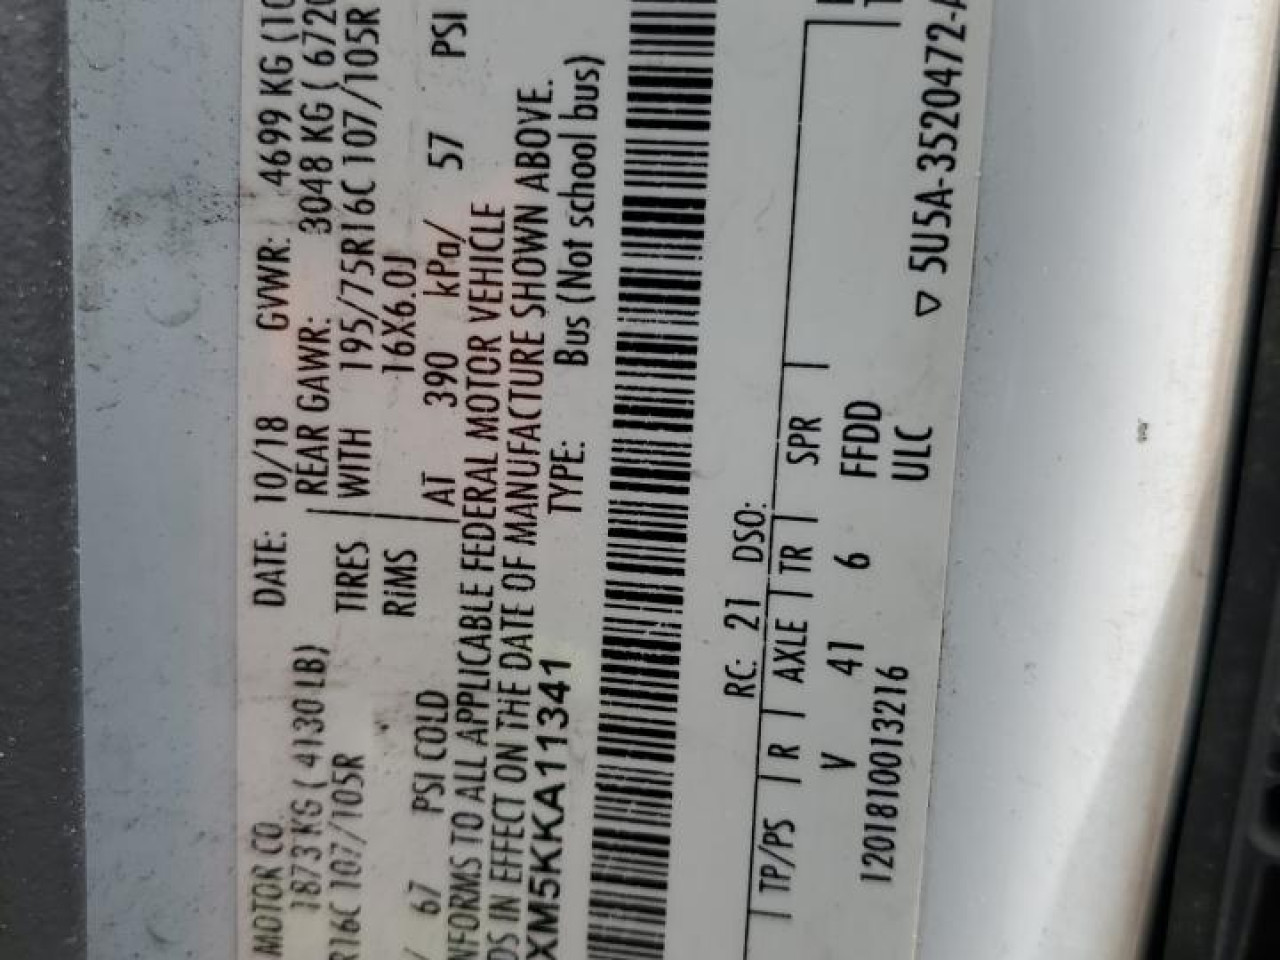 MOTOR CO. DATE: 10/18 GVWR: 4699 KG (10
1873 KG ( 4130 LB) REAR GAWR: 3048 KG ( 6720
R16C 107/105R TIRES WITH 195/75R16C 107/105R
RiMS 16X6.0J
/ 67 PSI COLD AT 390 kPa/ 57 PSI
NFORMS TO ALL APPLICABLE FEDERAL MOTOR VEHICLE
DS IN EFFECT ON THE DATE OF MANUFACTURE SHOWN ABOVE.
XM5KKA11341 TYPE: Bus (Not school bus)
RC: 21 DSO:
TP/PS R AXLE TR SPR
V 41 6 FFDD
1201810013216 ULC
▽ 5U5A-3520472-A